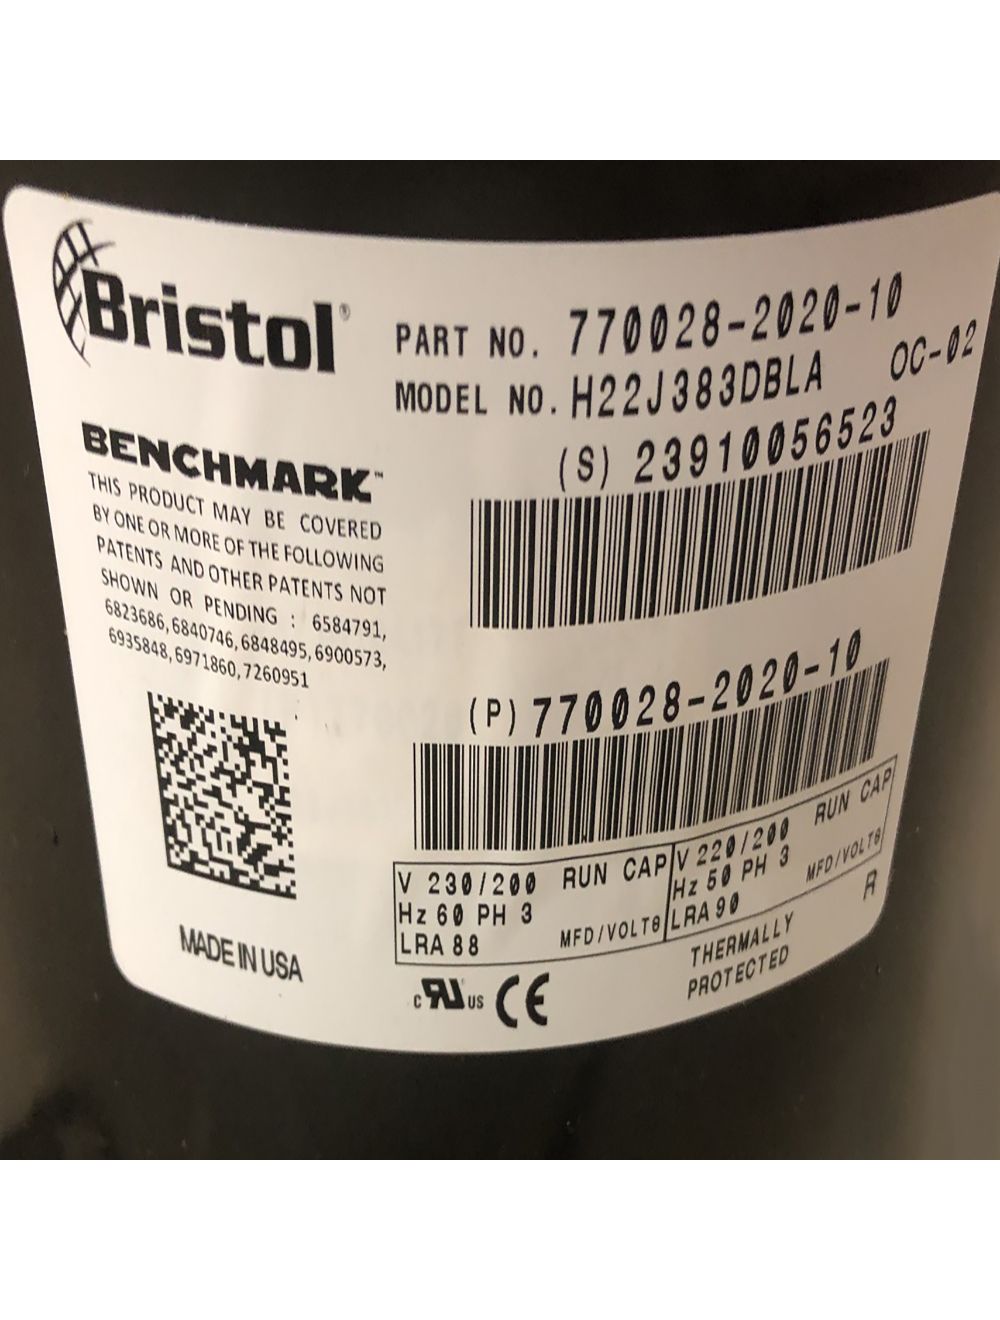 Bristol®
PART NO. 770028-2020-10
MODEL NO. H22J383DBLA OC-02
(S) 23910056523
BENCHMARK™
THIS PRODUCT MAY BE COVERED
BY ONE OR MORE OF THE FOLLOWING
PATENTS AND OTHER PATENTS NOT
SHOWN OR PENDING : 6584791,
6823686,6840746,6848495,6900573,
6935848,6971860,7260951
(P) 770028-2020-10
V 230/200 RUN CAP
Hz 60 PH 3
LRA 88 MFD/VOLTS
V 220/200 RUN CAP
Hz 50 PH 3
LRA 90 MFD/VOLTS
R
MADE IN USA
c RU US CE
THERMALLY
PROTECTED